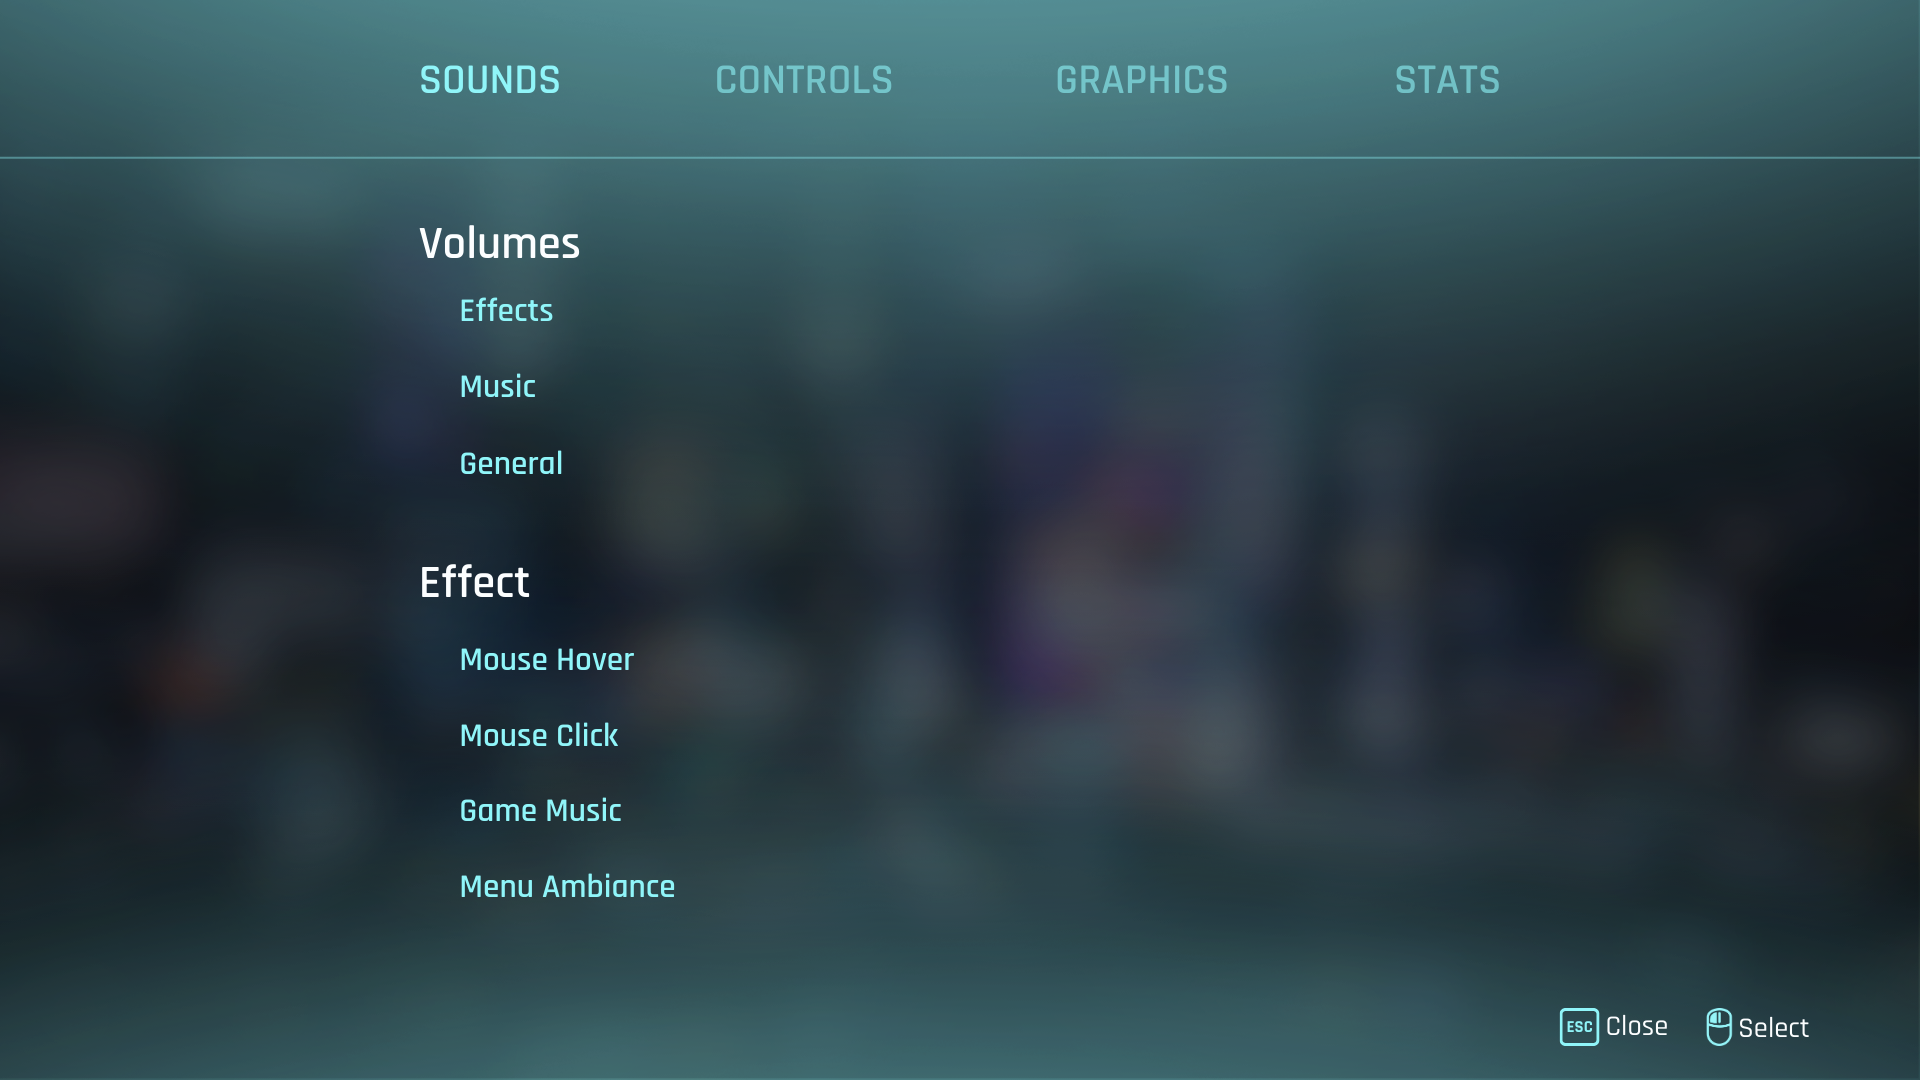 SOUNDS CONTROLS GRAPHICS STATS
Volumes
Effects
Music
General
Effect
Mouse Hover
Mouse Click
Game Music
Menu Ambiance
ESC Close Select